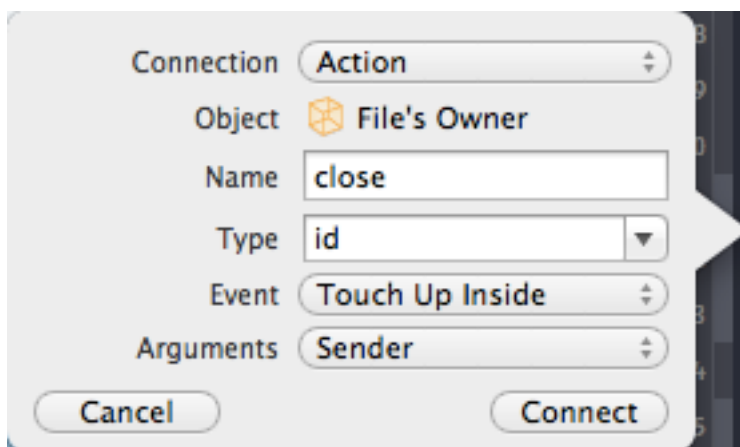 Connection Action
Object File's Owner
Name close
Type id
Event Touch Up Inside
Arguments Sender
Cancel Connect